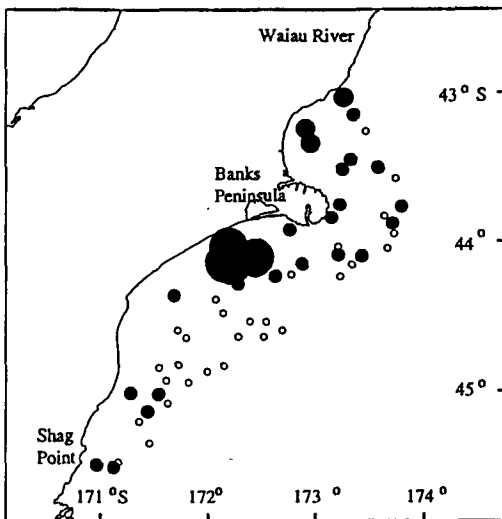 Waiau River
43° S
Banks
Peninsula
44°
45°
Shag
Point
171 °S
172 °
173 °
174 °